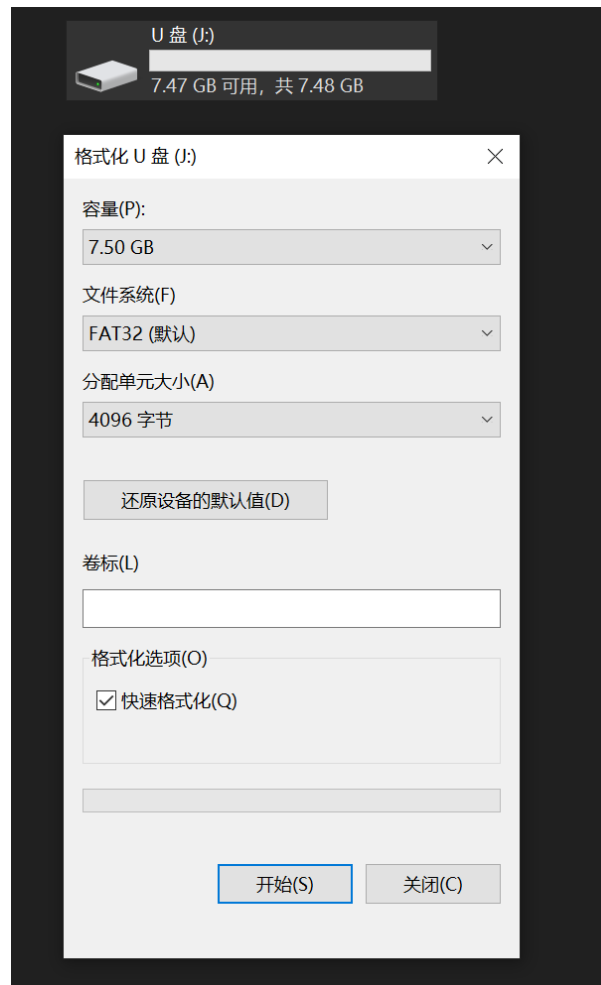 U 盘 (J:)
7.47 GB 可用，共 7.48 GB
格式化 U 盘 (J:)
容量(P):
7.50 GB
文件系统(F)
FAT32 (默认)
分配单元大小(A)
4096 字节
还原设备的默认值(D)
卷标(L)
格式化选项(O)
快速格式化(Q)
开始(S)
关闭(C)